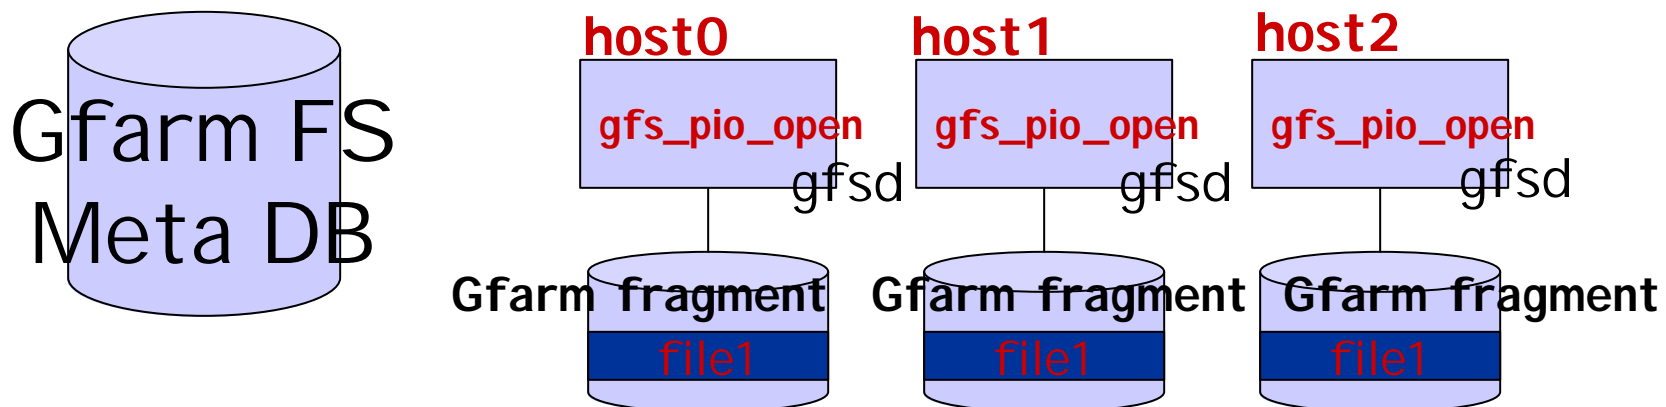 Gfarm FS
Meta DB
host0
host1
host2
gfs_pio_open
gfs_pio_open
gfs_pio_open
gfsd
gfsd
gfsd
Gfarm fragment
Gfarm fragment
Gfarm fragment
file1
file1
file1